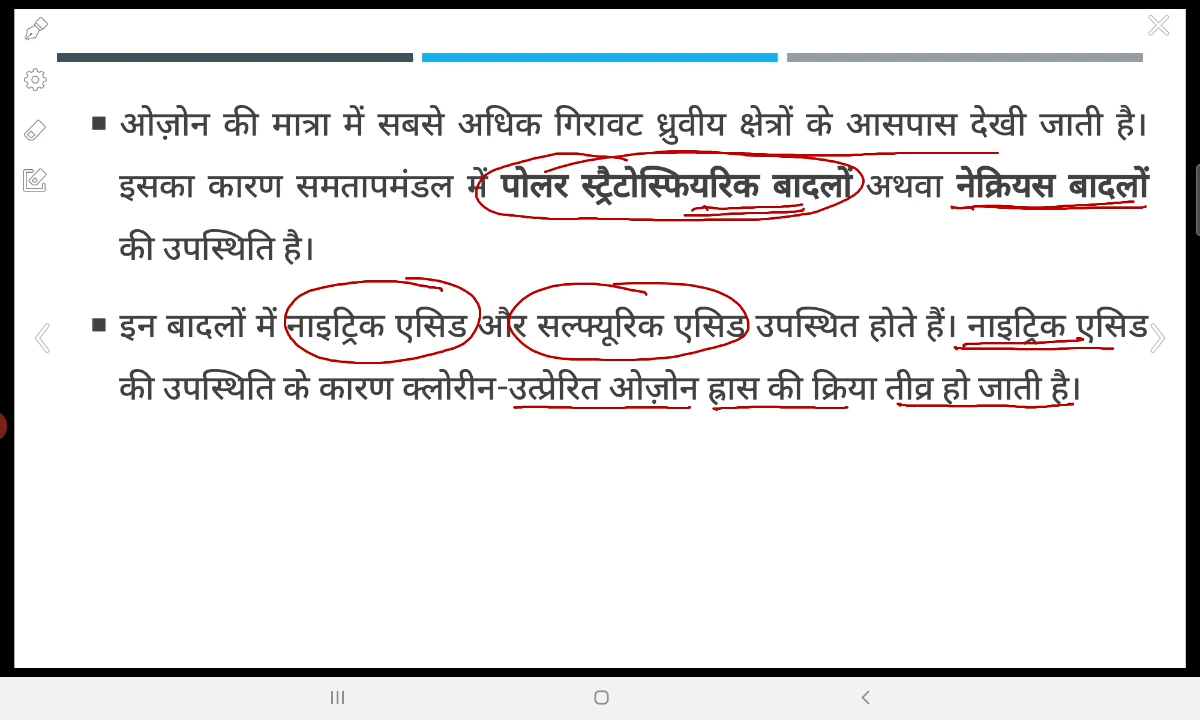 ओज़ोन की मात्रा में सबसे अधिक गिरावट ध्रुवीय क्षेत्रों के आसपास देखी जाती है।
इसका कारण समतापमंडल में पोलर स्ट्रैटोस्फियरिक बादलों अथवा नेक्रियस बादलों
की उपस्थिति है।
इन बादलों में नाइट्रिक एसिड और सल्फ्यूरिक एसिड उपस्थित होते हैं। नाइट्रिक एसिड
की उपस्थिति के कारण क्लोरीन-उत्प्रेरित ओज़ोन ह्रास की क्रिया तीव्र हो जाती है।